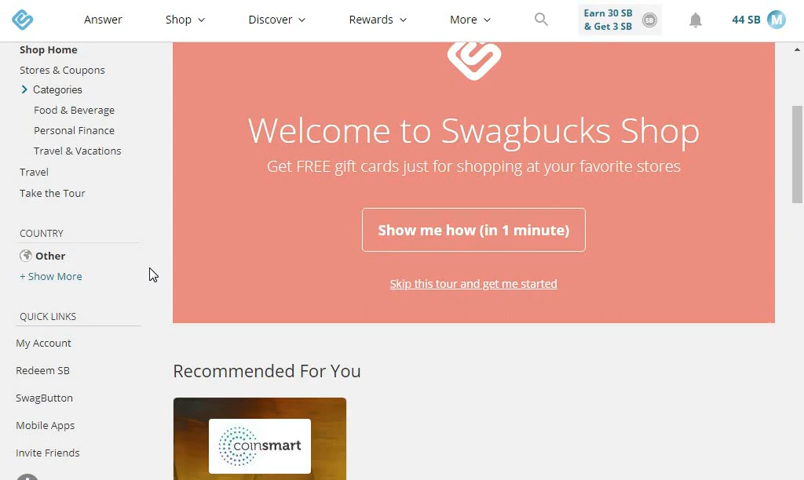 Answer
Shop
Discover
Rewards
More
Earn 30 SB
& Get 3 SB
SB
44 SB
M
Shop Home
Stores & Coupons
Categories
Food & Beverage
Personal Finance
Travel & Vacations
Travel
Take the Tour
COUNTRY
Other
+ Show More
QUICK LINKS
My Account
Redeem SB
SwagButton
Mobile Apps
Invite Friends
Welcome to Swagbucks Shop
Get FREE gift cards just for shopping at your favorite stores
Show me how (in 1 minute)
Skip this tour and get me started
Recommended For You
coinsmart